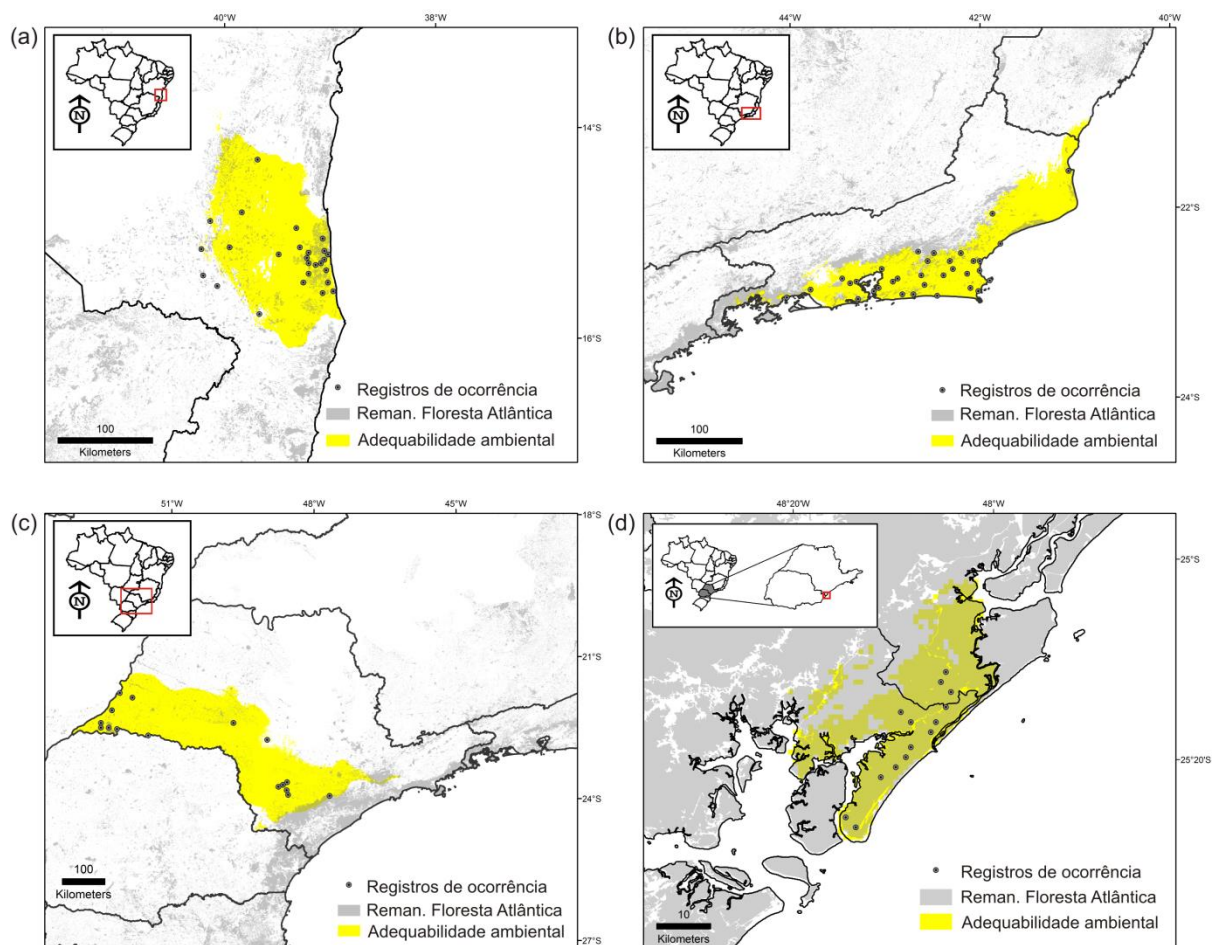 (a)
40°W
38°W
N
14°S
16°S
Registros de ocorrência
Reman. Floresta Atlântica
Adequabilidade ambiental
100
Kilometers
(b)
44°W
42°W
40°W
N
22°S
24°S
Registros de ocorrência
Reman. Floresta Atlântica
Adequabilidade ambiental
100
Kilometers
(c)
51°W
48°W
45°W
18°S
N
21°S
24°S
27°S
Registros de ocorrência
Reman. Floresta Atlântica
Adequabilidade ambiental
100
Kilometers
(d)
48°20'W
48°W
N
25°S
25°20'S
Registros de ocorrência
Reman. Floresta Atlântica
Adequabilidade ambiental
10
Kilometers